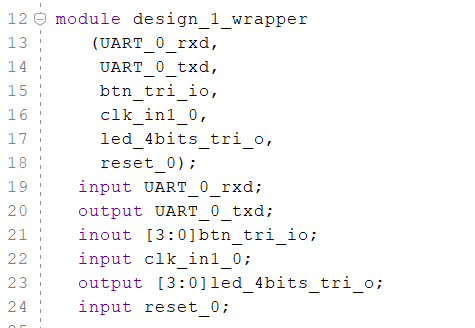 12 module design_1_wrapper
13 (UART_0_rxd,
14 UART_0_txd,
15 btn_tri_io,
16 clk_in1_0,
17 led_4bits_tri_o,
18 reset_0);
19 input UART_0_rxd;
20 output UART_0_txd;
21 inout [3:0]btn_tri_io;
22 input clk_in1_0;
23 output [3:0]led_4bits_tri_o;
24 input reset_0;